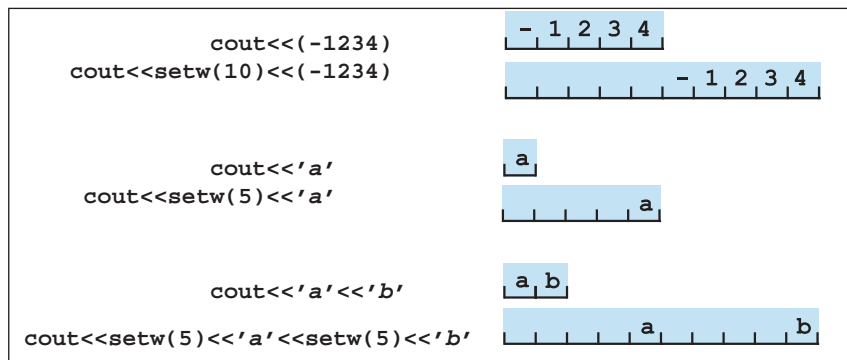 cout<<(-1234) - 1 2 3 4
cout<<setw(10)<<(-1234) - 1 2 3 4
cout<<'a' a
cout<<setw(5)<<'a' a
cout<<'a'<<'b' a b
cout<<setw(5)<<'a'<<setw(5)<<'b' a b